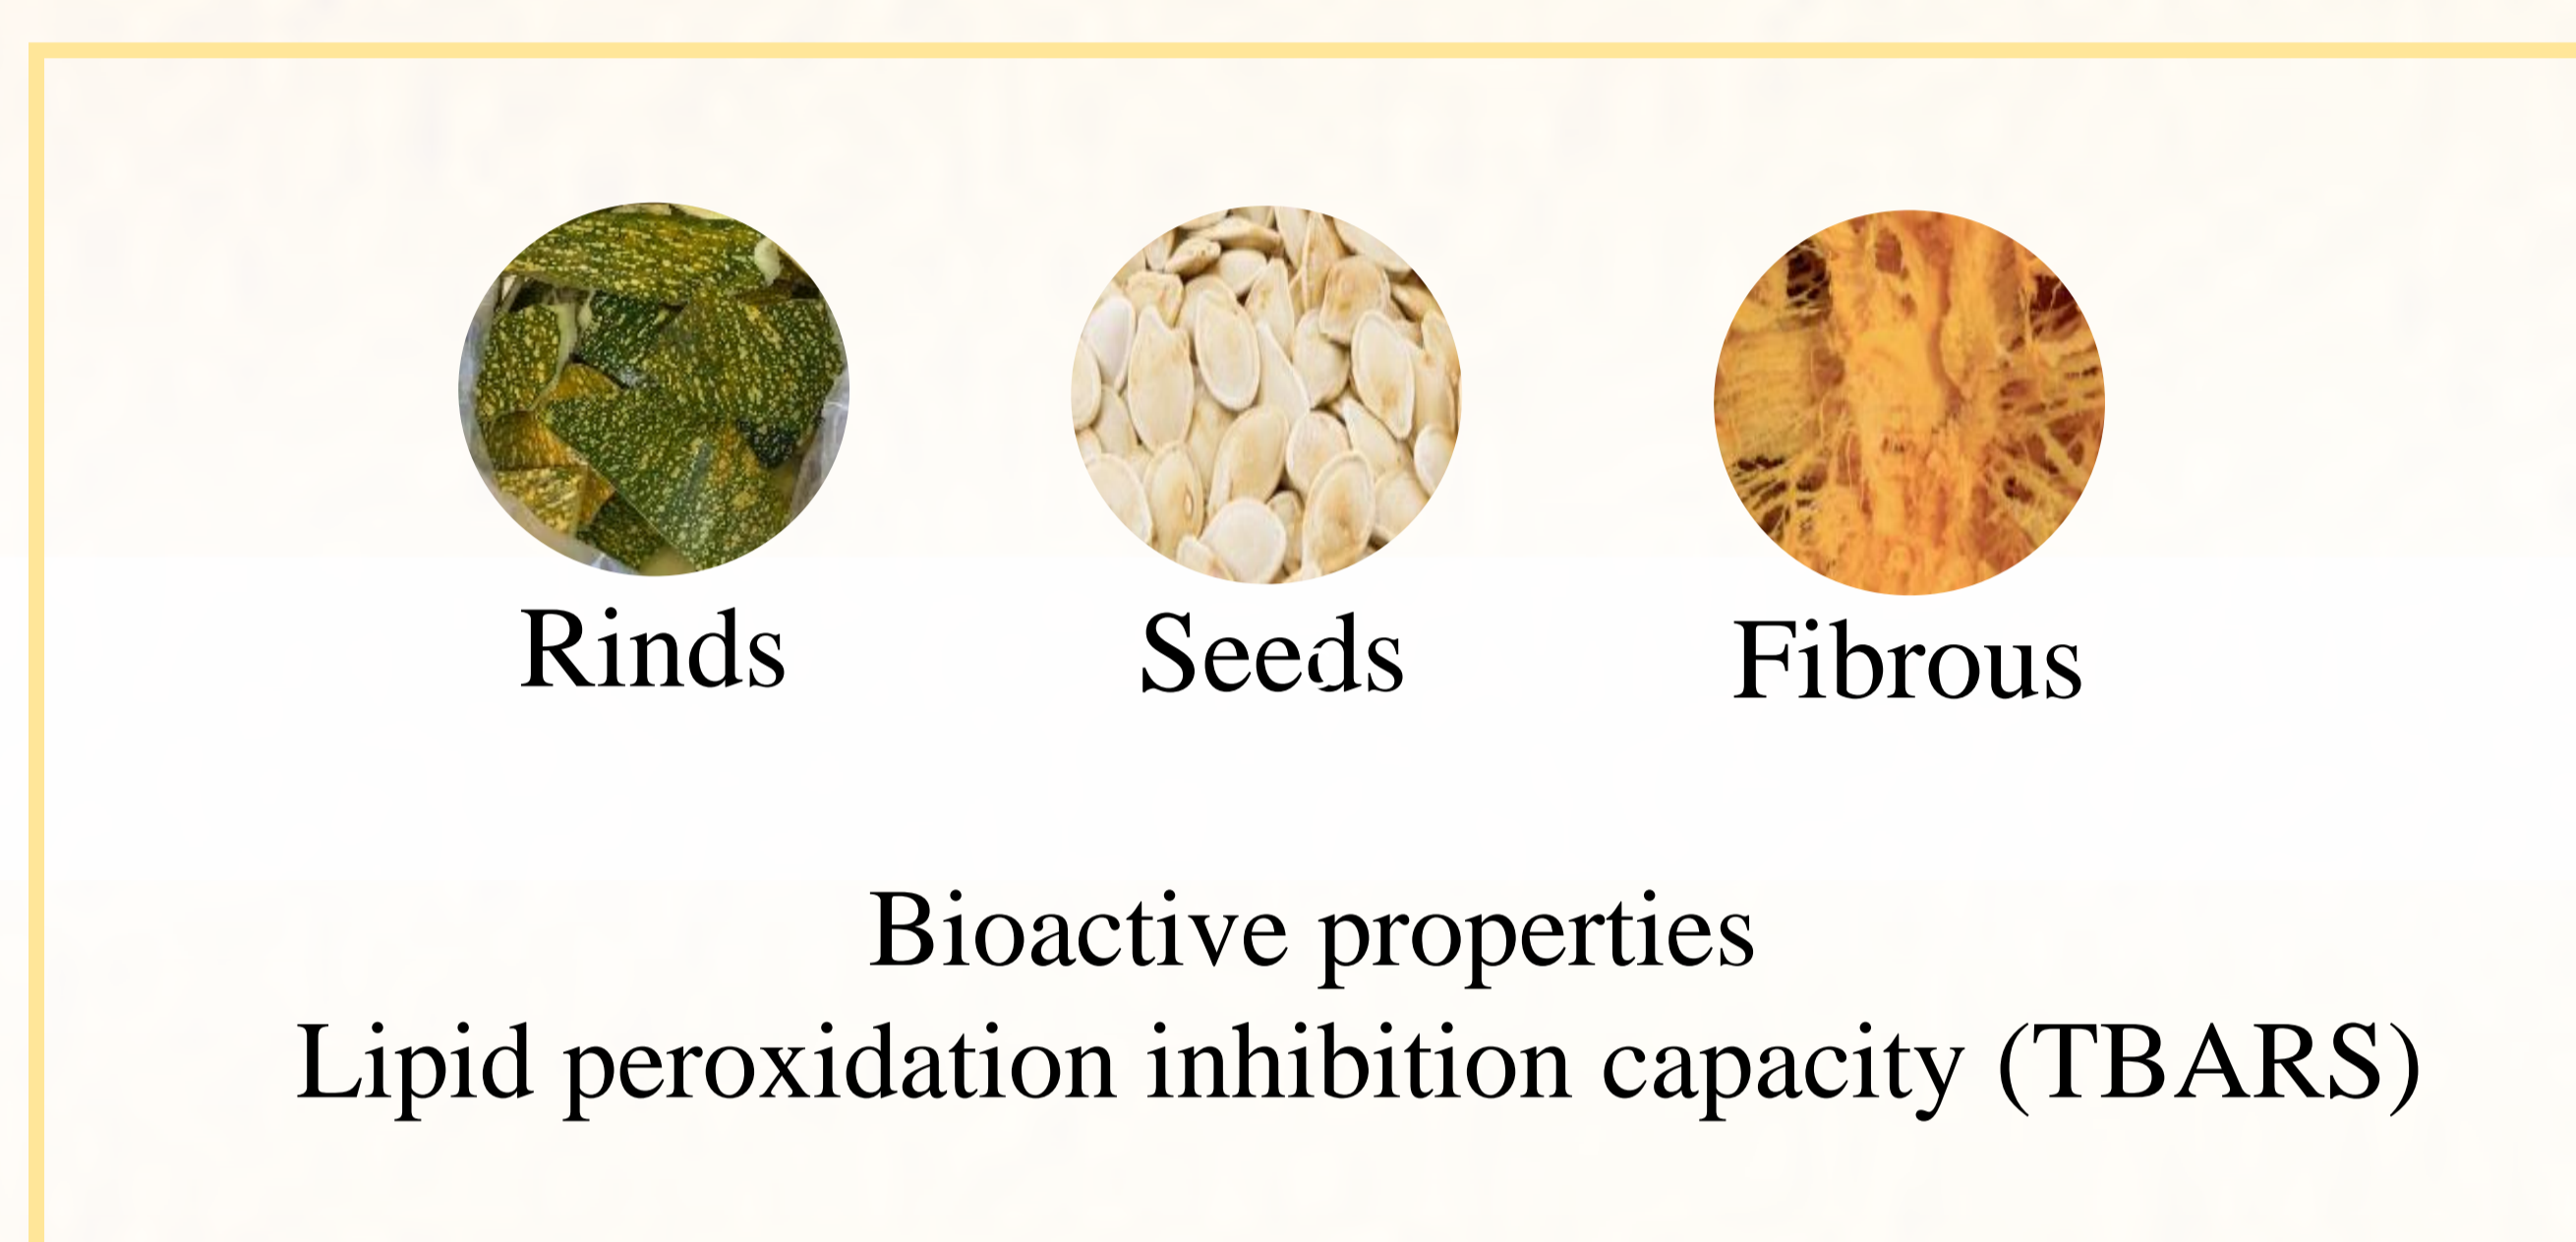 Rinds Seeds Fibrous
Bioactive properties
Lipid peroxidation inhibition capacity (TBARS)